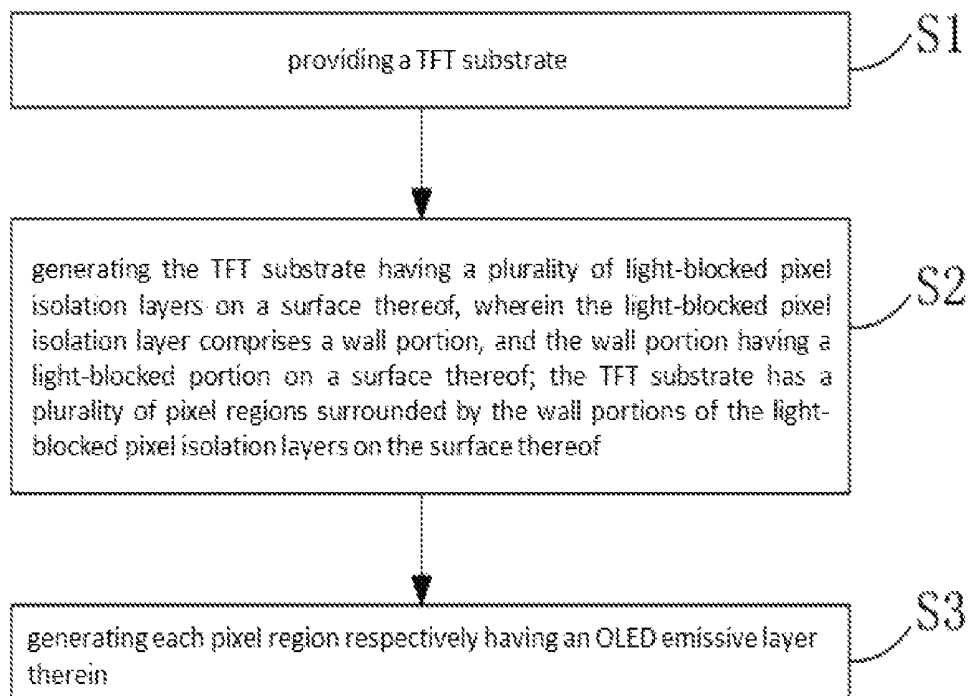 providing a TFT substrate
S1
generating the TFT substrate having a plurality of light-blocked pixel
isolation layers on a surface thereof, wherein the light-blocked pixel
isolation layer comprises a wall portion, and the wall portion having a
light-blocked portion on a surface thereof; the TFT substrate has a
plurality of pixel regions surrounded by the wall portions of the light-
blocked pixel isolation layers on the surface thereof
S2
generating each pixel region respectively having an OLED emissive layer
therein
S3